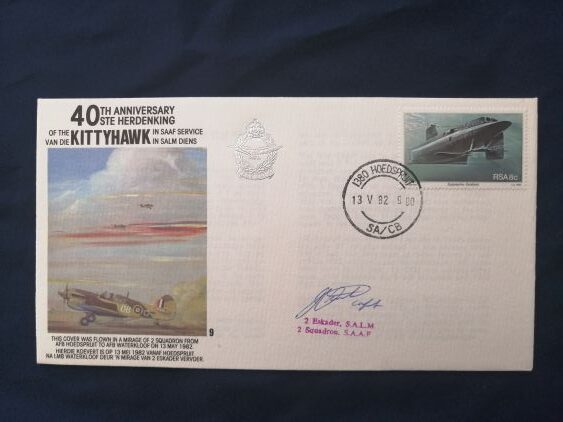 40TH ANNIVERSARY
STE HERDENKING
OF THE KITTYHAWK IN SAAF SERVICE
VAN DIE IN SALM DIENS
9
THIS COVER WAS FLOWN IN A MIRAGE OF 2 SQUADRON FROM
AFB HOEDSPRUIT TO AFB WATERKLOOF ON 13 MAY 1982
HIERDIE KOEVERT IS OP 13 MEI 1982 VANAF HOEDSPRUIT
NA LMB WATERKLOOF DEUR 'N MIRAGE VAN 2 ESKADER VERVOER
1380 HOEDSPRUIT
13 V 82 9 00
SA/CB
RSA 8c
2 Eskader, S.A.L.M
2 Squadron, S.A.A.F